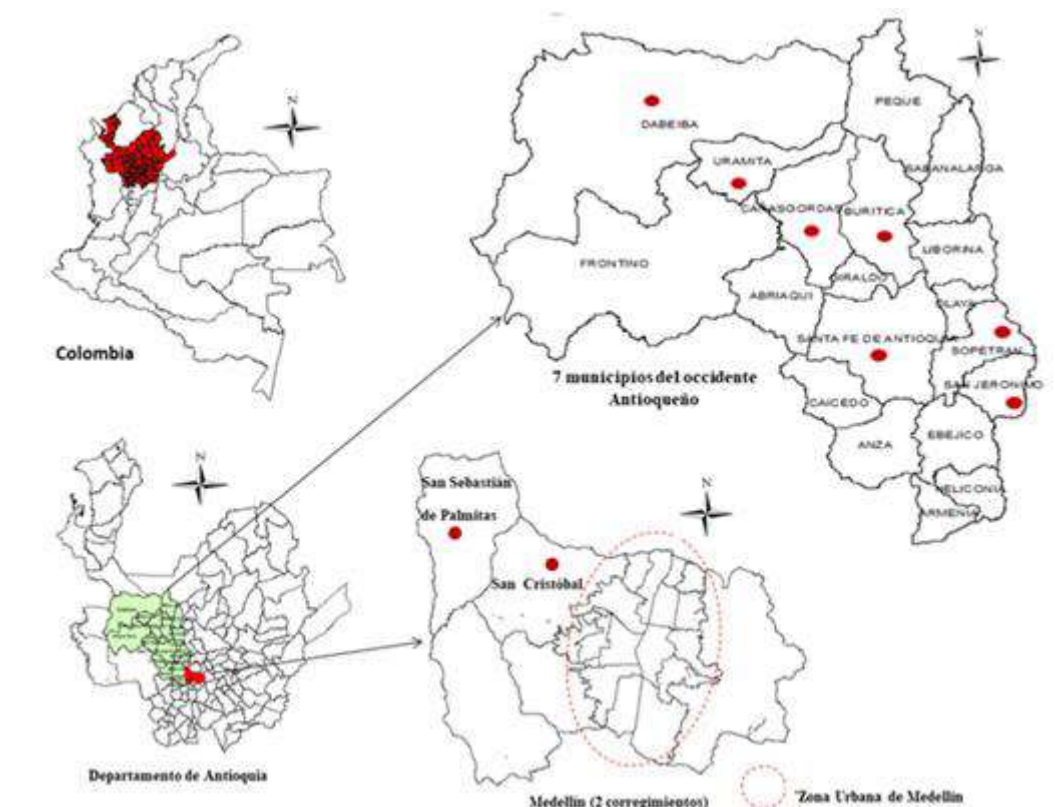 N
Colombia
N
DABEIBA
PEQUE
URAMITA
SABANALARGA
CAÑASGORDAS
BURITICA
FRONTINO
LIBORINA
GIRALDO
ABRIAQUI
OLAYA
SANTA FE DE ANTIOQUIA
SOPETRAN
SAN JERONIMO
7 municipios del occidente
Antioqueño
CAICEDO
ANZA
EBEJICO
HELICONIA
ARMENIA
N
Departamento de Antioquia
N
San Sebastián
de Palmitas
San Cristóbal
Medellín (2 corregimientos)
Zona Urbana de Medellín